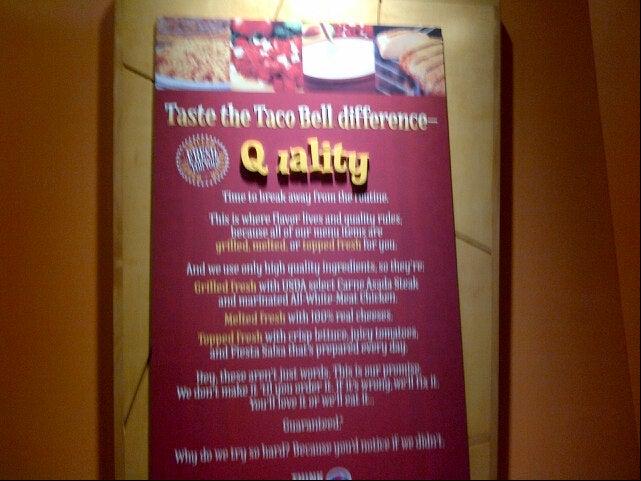 Taste the Taco Bell difference–
FRESH
Q uality
Time to break away from the routine.
This is where flavor lives and quality rules,
because all of our menu items are
grilled, melted, or topped fresh for you.
And we use only high quality ingredients, so they're:
Grilled fresh with USDA select Carne Asada Steak
and marinated All-White-Meat Chicken.
Melted fresh with 100% real cheeses.
Topped fresh with crisp lettuce, juicy tomatoes,
and Fiesta Salsa that's prepared every day.
Hey, these aren't just words. This is our promise.
We don't make it 'til you order it. If it's wrong, we'll fix it.
You'll love it or we'll eat it...
Guaranteed!
Why do we try so hard? Because you'd notice if we didn't.
THINK